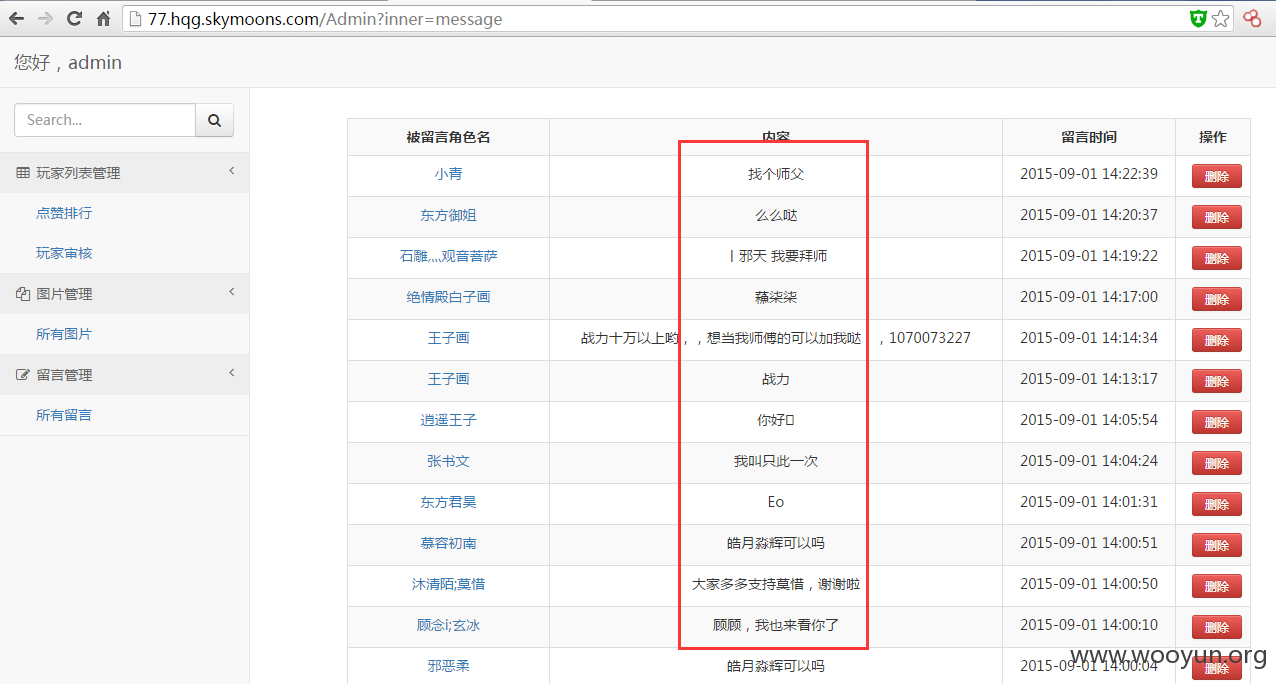 77.hqg.skymoons.com/Admin?inner=message
您好，admin
Search...
玩家列表管理
点赞排行
玩家审核
图片管理
所有图片
留言管理
所有留言
被留言角色名 内容 留言时间 操作
小青 找个师父 2015-09-01 14:22:39 删除
东方御姐 么么哒 2015-09-01 14:20:37 删除
石雕灬观音菩萨 丨邪天 我要拜师 2015-09-01 14:19:22 删除
绝情殿白子画 蘓柒柒 2015-09-01 14:17:00 删除
王子画 战力十万以上哟，，想当我师傅的可以加我哒，，1070073227 2015-09-01 14:14:34 删除
王子画 战力 2015-09-01 14:13:17 删除
逍遥王子 你好 2015-09-01 14:05:54 删除
张书文 我叫只此一次 2015-09-01 14:04:24 删除
东方君昊 Eo 2015-09-01 14:01:31 删除
慕容初南 皓月淼辉可以吗 2015-09-01 14:00:51 删除
沐清陌;莫惜 大家多多支持莫惜，谢谢啦 2015-09-01 14:00:50 删除
顾念i;玄冰 顾顾，我也来看你了 2015-09-01 14:00:10 删除
邪恶柔 皓月淼辉可以吗 2015-09-01 14:00:04 删除
www.wooyun.org